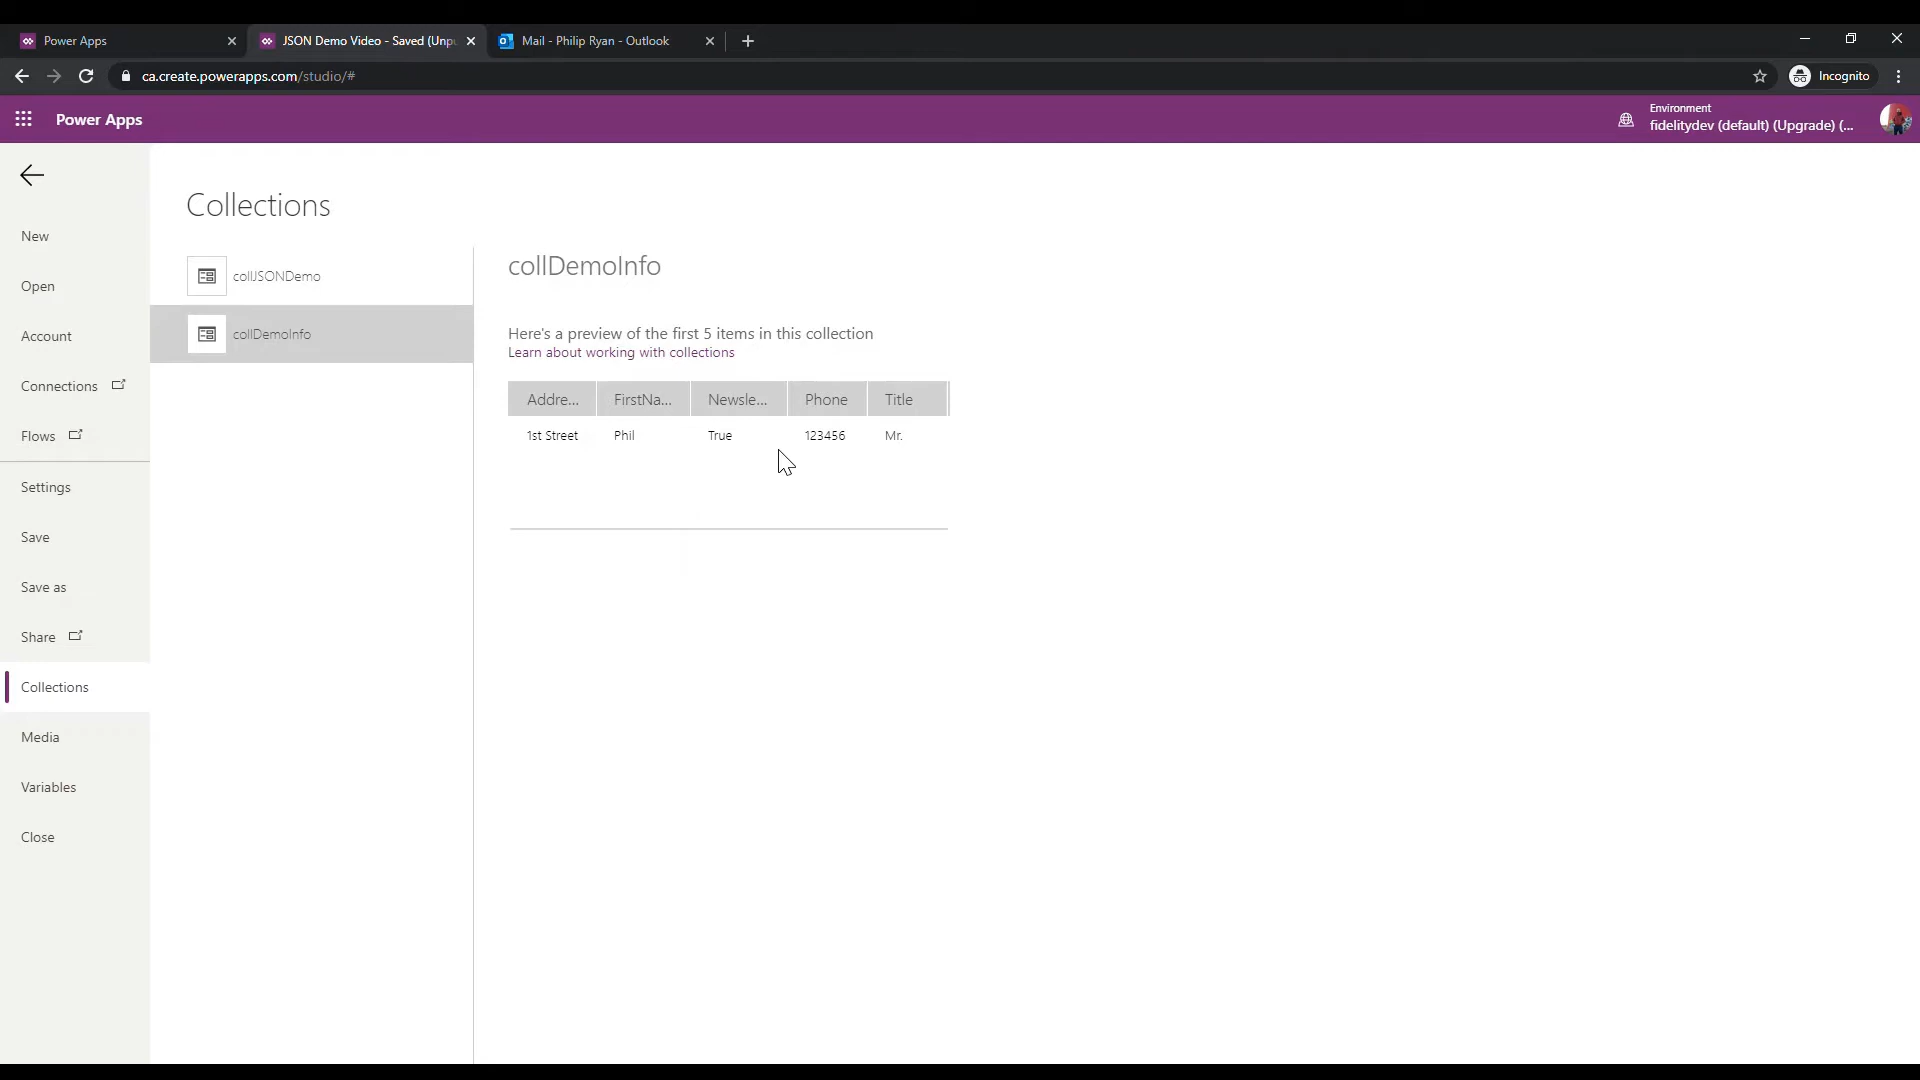 Power Apps
JSON Demo Video - Saved (Unpu
Mail - Philip Ryan - Outlook
ca.create.powerapps.com/studio/#
Incognito
Power Apps
Environment
fidelitydev (default) (Upgrade) (...
Collections
New
Open
Account
Connections
Flows
Settings
Save
Save as
Share
Collections
Media
Variables
Close
collJSONDemo
collDemoInfo
collDemoInfo
Here's a preview of the first 5 items in this collection
Learn about working with collections
Addre... FirstNa... Newsle... Phone Title
1st Street Phil True 123456 Mr.